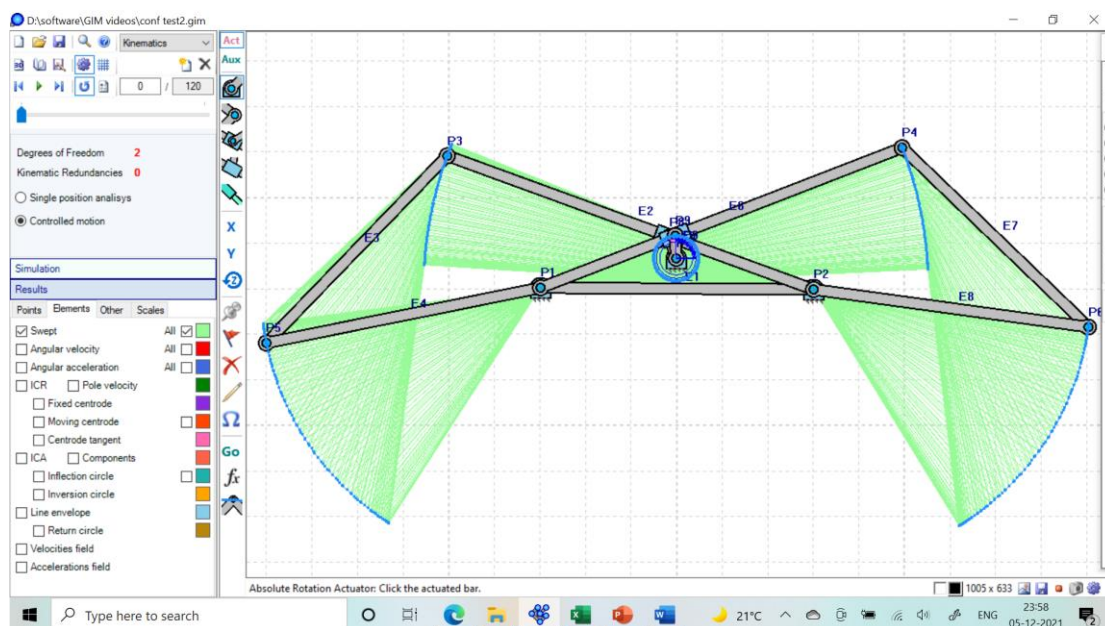 D:\software\GIM videos\conf test2.gim
Kinematics
0 / 120
Degrees of Freedom 2
Kinematic Redundancies 0
Single position analisys
Controlled motion
Simulation
Results
Points Elements Other Scales
Swept All
Angular velocity All
Angular acceleration All
ICR Pole velocity
Fixed centrode
Moving centrode
Centrode tangent
ICA Components
Inflection circle
Inversion circle
Line envelope
Return circle
Velocities field
Accelerations field
Act
Aux
X
Y
Z
Ω
Go
fx
P3
P4
E2
E6
E3
E7
P1
E1
P2
E4
E8
P5
P6
Absolute Rotation Actuator: Click the actuated bar.
1005 x 633
Type here to search
21°C
ENG
23:58
05-12-2021
2